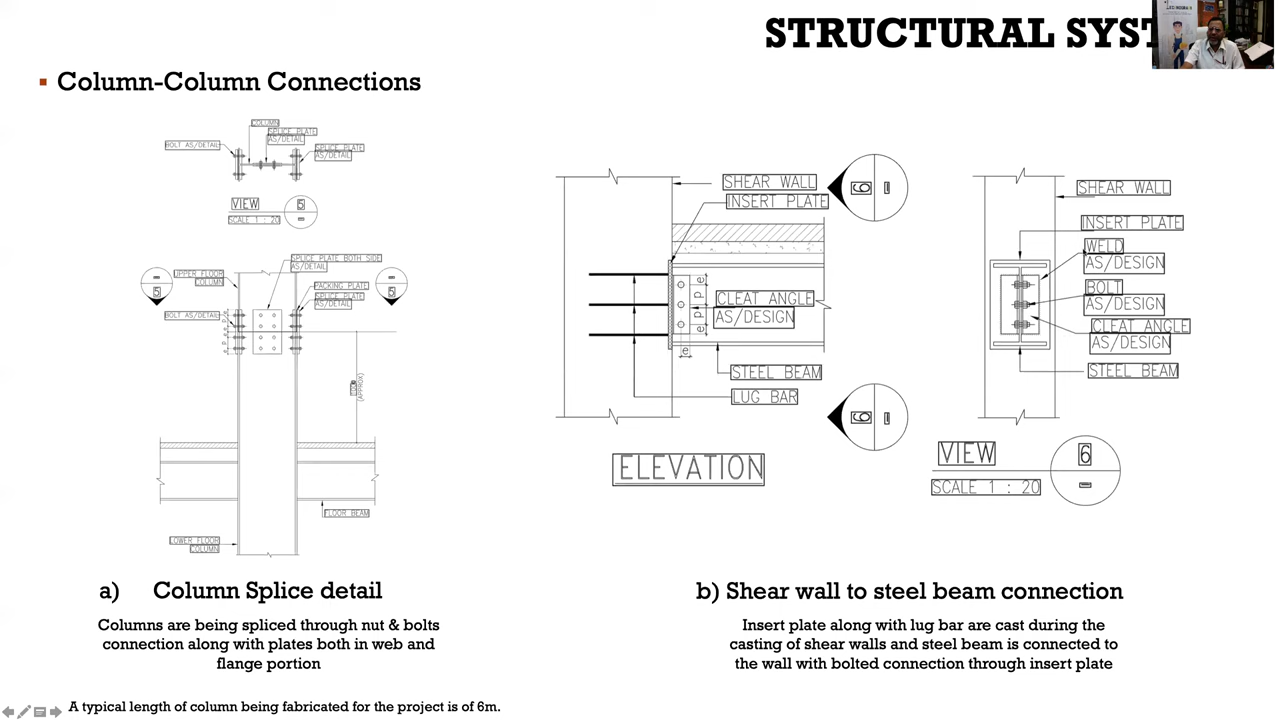 STRUCTURAL SYST
▪ Column-Column Connections
COLUMN
SPLICE PLATE
AS/DETAIL
BOLT AS/DETAIL
SPLICE PLATE
AS/DETAIL
VIEW 5
SCALE 1 : 20 -
SPLICE PLATE BOTH SIDE
AS/DETAIL
UPPER FLOOR
COLUMN
- 5
- 5
PACKING PLATE
SPLICE PLATE
AS/DETAIL
BOLT AS/DETAIL
(APPROX)
FLOOR BEAM
LOWER FLOOR
COLUMN
SHEAR WALL
INSERT PLATE
6 -
e
p
CLEAT ANGLE
AS/DESIGN
p
e
e
STEEL BEAM
LUG BAR
6 -
ELEVATION
SHEAR WALL
INSERT PLATE
WELD
AS/DESIGN
BOLT
AS/DESIGN
CLEAT ANGLE
AS/DESIGN
STEEL BEAM
VIEW 6
SCALE 1 : 20 -
a) Column Splice detail
Columns are being spliced through nut & bolts
connection along with plates both in web and
flange portion
b) Shear wall to steel beam connection
Insert plate along with lug bar are cast during the
casting of shear walls and steel beam is connected to
the wall with bolted connection through insert plate
A typical length of column being fabricated for the project is of 6m.